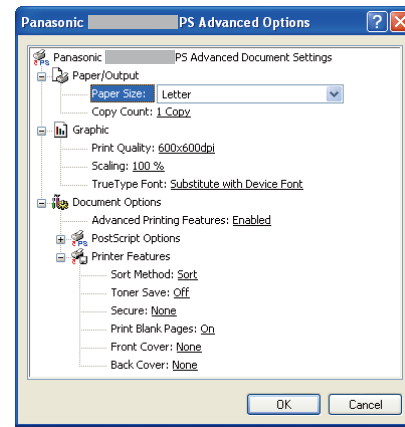 Panasonic PS Advanced Options
Panasonic PS Advanced Document Settings
Paper/Output
Paper Size: Letter
Copy Count: 1 Copy
Graphic
Print Quality: 600x600dpi
Scaling: 100 %
TrueType Font: Substitute with Device Font
Document Options
Advanced Printing Features: Enabled
PostScript Options
Printer Features
Sort Method: Sort
Toner Save: Off
Secure: None
Print Blank Pages: On
Front Cover: None
Back Cover: None
OK Cancel